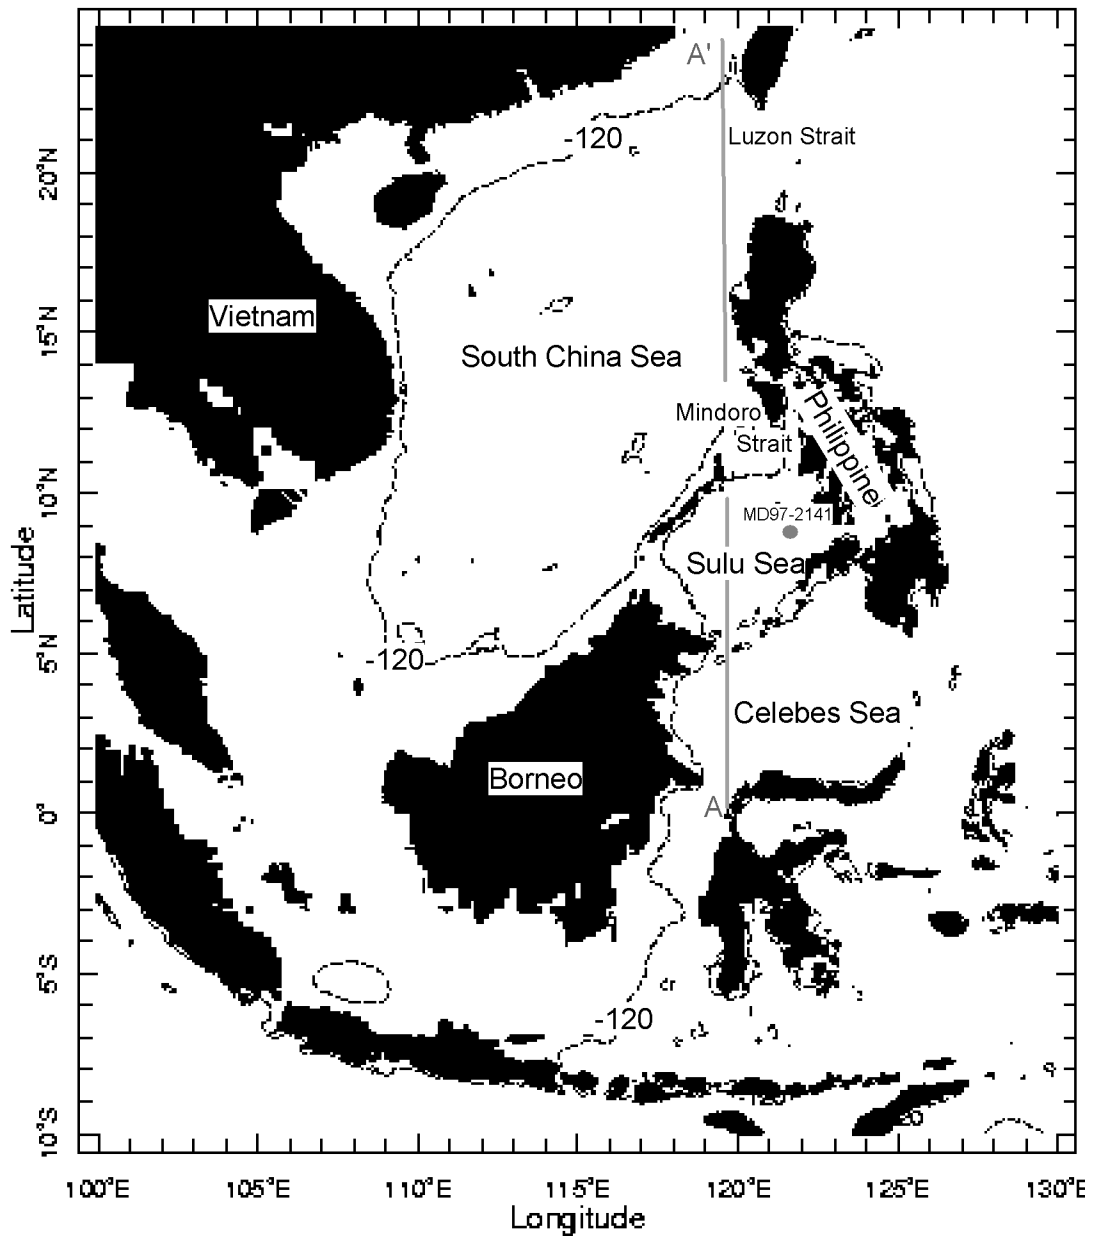 A'
-120
Luzon Strait
20°N
Vietnam
15°N
South China Sea
Mindoro
Strait
Philippine
10°N
MD97-2141
Sulu Sea
Latitude
5°N
-120
Celebes Sea
Borneo
A
0°
5°S
-120
10°S
100°E
105°E
110°E
115°E
120°E
125°E
130°E
Longitude